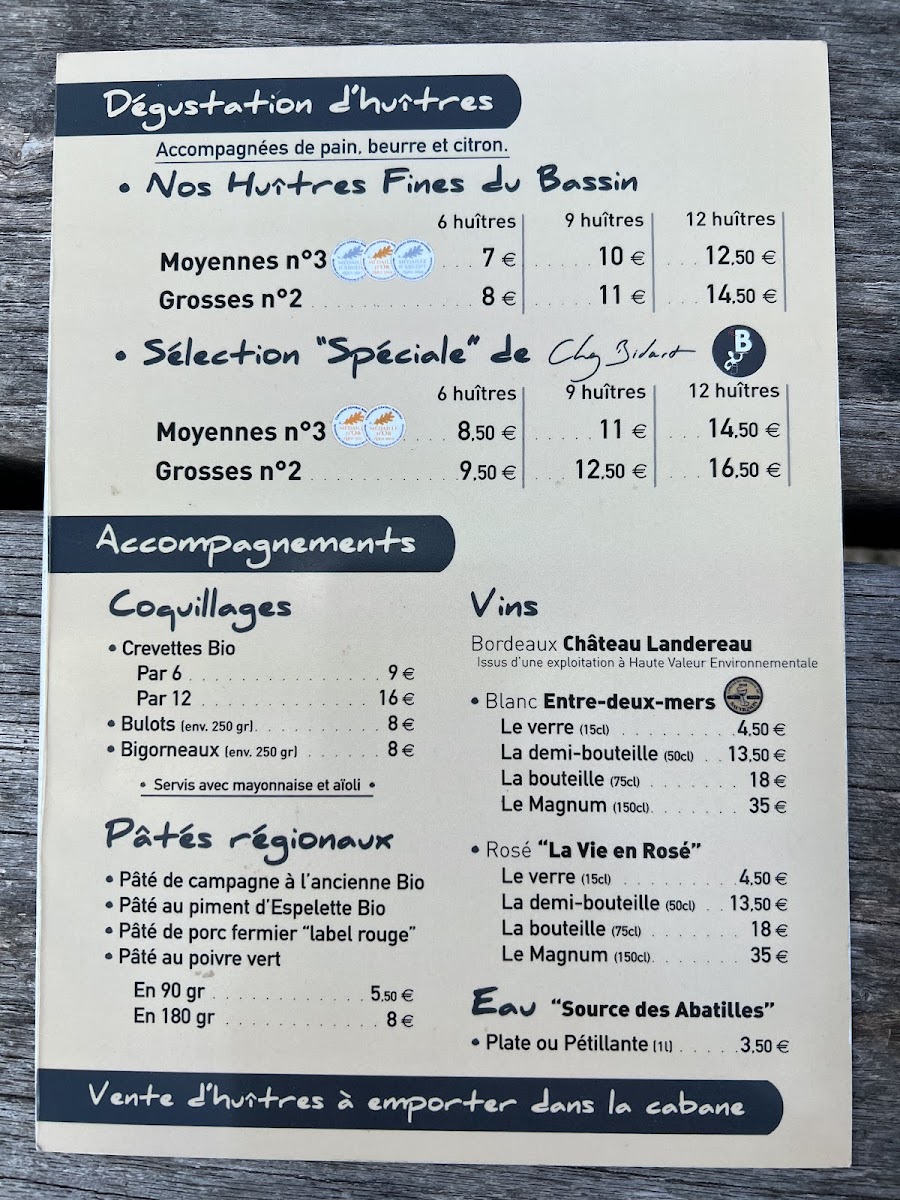 Dégustation d'huîtres
Accompagnées de pain, beurre et citron.
• Nos Huîtres Fines du Bassin
6 huîtres 9 huîtres 12 huîtres
Moyennes n°3 .... 7 € ..... 10 € .... 12,50 €
Grosses n°2 .... 8 € ..... 11 € .... 14,50 €
• Sélection "Spéciale" de Chez Bidart B
6 huîtres 9 huîtres 12 huîtres
Moyennes n°3 .... 8,50 € ..... 11 € .... 14,50 €
Grosses n°2 .... 9,50 € .... 12,50 € .... 16,50 €
Accompagnements
Coquillages
• Crevettes Bio
Par 6 .... 9 €
Par 12 .... 16 €
• Bulots (env. 250 gr) .... 8 €
• Bigorneaux (env. 250 gr) .... 8 €
• Servis avec mayonnaise et aïoli •
Pâtés régionaux
• Pâté de campagne à l'ancienne Bio
• Pâté au piment d'Espelette Bio
• Pâté de porc fermier "label rouge"
• Pâté au poivre vert
En 90 gr .... 5,50 €
En 180 gr .... 8 €
Vins
Bordeaux Château Landereau
Issus d'une exploitation à Haute Valeur Environnementale
• Blanc Entre-deux-mers
Le verre (15cl) .... 4,50 €
La demi-bouteille (50cl) .. 13,50 €
La bouteille (75cl) .... 18 €
Le Magnum (150cl) .... 35 €
• Rosé "La Vie en Rosé"
Le verre (15cl) .... 4,50 €
La demi-bouteille (50cl) .. 13,50 €
La bouteille (75cl) .... 18 €
Le Magnum (150cl) .... 35 €
Eau "Source des Abatilles"
• Plate ou Pétillante (1l) .... 3,50 €
Vente d'huîtres à emporter dans la cabane